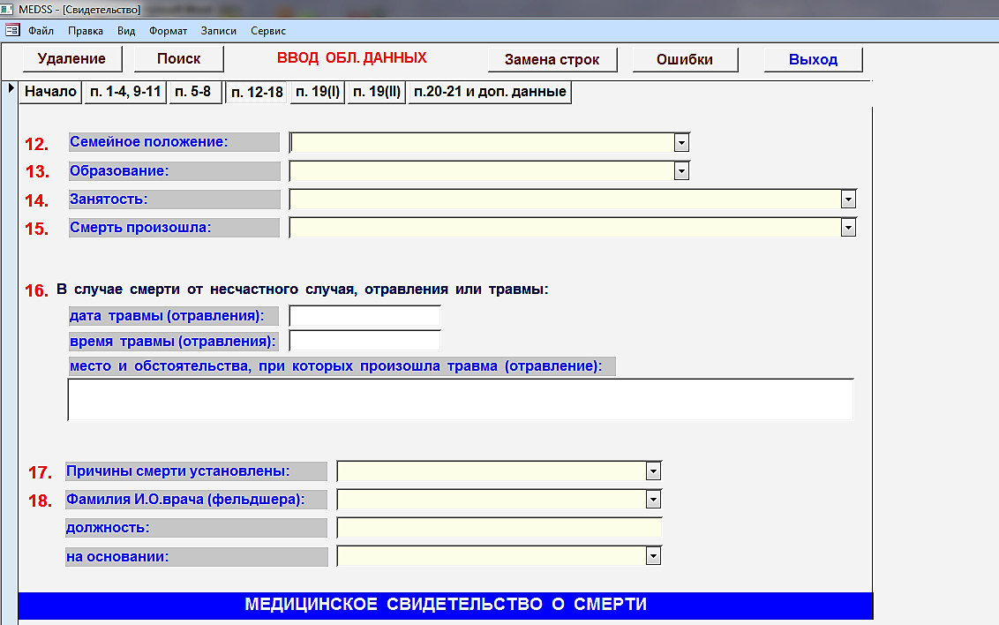 MEDSS - [Свидетельство]
Файл Правка Вид Формат Записи Сервис
Удаление Поиск ВВОД ОБЛ. ДАННЫХ Замена строк Ошибки Выход
Начало п. 1-4, 9-11 п. 5-8 п. 12-18 п. 19(I) п. 19(II) п.20-21 и доп. данные
12. Семейное положение:
13. Образование:
14. Занятость:
15. Смерть произошла:
16. В случае смерти от несчастного случая, отравления или травмы:
дата травмы (отравления):
время травмы (отравления):
место и обстоятельства, при которых произошла травма (отравление):
17. Причины смерти установлены:
18. Фамилия И.О.врача (фельдшера):
должность:
на основании:
МЕДИЦИНСКОЕ СВИДЕТЕЛЬСТВО О СМЕРТИ